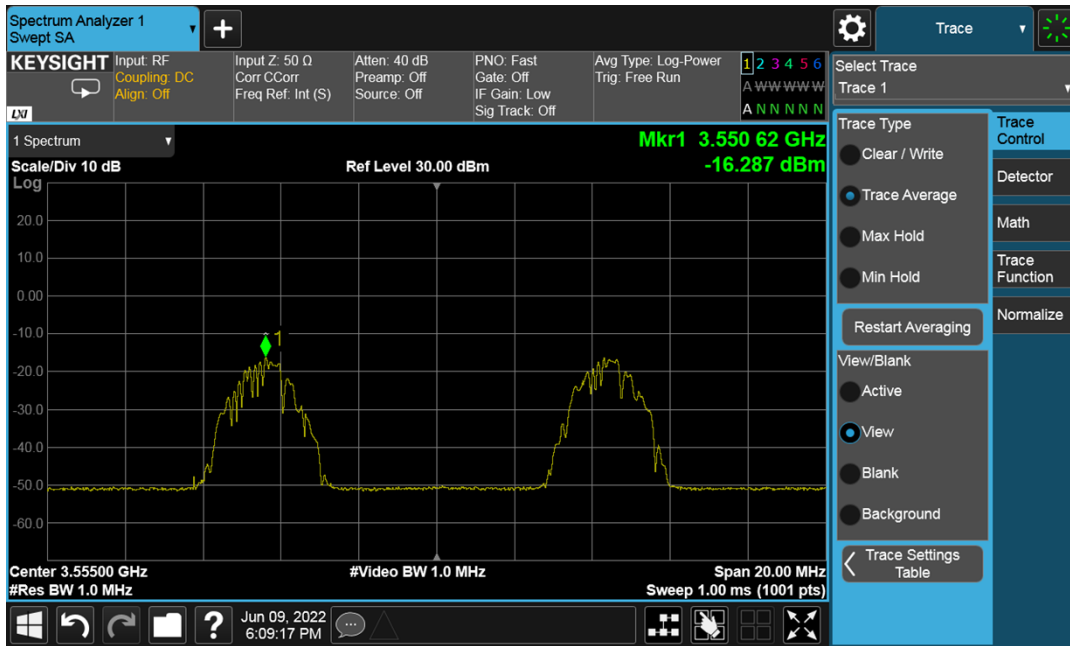 Spectrum Analyzer 1
Swept SA
+
Trace
KEYSIGHT
LXI
Input: RF
Coupling: DC
Align: Off
Input Z: 50 Ω
Corr CCorr
Freq Ref: Int (S)
Atten: 40 dB
Preamp: Off
Source: Off
PNO: Fast
Gate: Off
IF Gain: Low
Sig Track: Off
Avg Type: Log-Power
Trig: Free Run
1 2 3 4 5 6
A W W W W W
A N N N N N
Select Trace
Trace 1
1 Spectrum
Mkr1 3.550 62 GHz
-16.287 dBm
Scale/Div 10 dB
Ref Level 30.00 dBm
Log
20.0
10.0
0.00
-10.0
-20.0
-30.0
-40.0
-50.0
-60.0
1
Center 3.55500 GHz
#Video BW 1.0 MHz
Span 20.00 MHz
#Res BW 1.0 MHz
Sweep 1.00 ms (1001 pts)
Trace Type
Clear / Write
Trace Average
Max Hold
Min Hold
Restart Averaging
View/Blank
Active
View
Blank
Background
Trace Settings
Table
Trace
Control
Detector
Math
Trace
Function
Normalize
?
Jun 09, 2022
6:09:17 PM